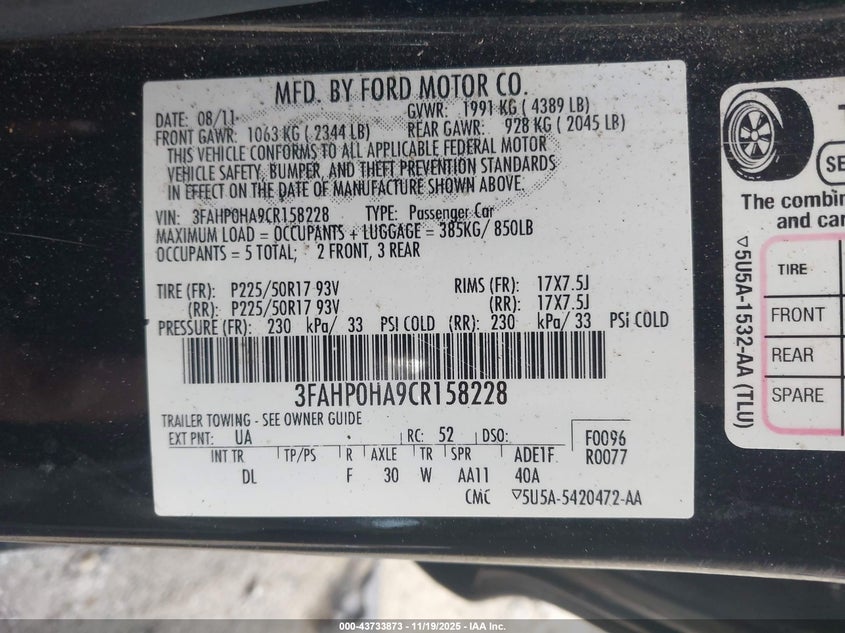 MFD. BY FORD MOTOR CO.
DATE: 08/11
GVWR: 1991 KG ( 4389 LB)
FRONT GAWR: 1063 KG ( 2344 LB)
REAR GAWR: 928 KG ( 2045 LB)
THIS VEHICLE CONFORMS TO ALL APPLICABLE FEDERAL MOTOR
VEHICLE SAFETY, BUMPER, AND THEFT PREVENTION STANDARDS
IN EFFECT ON THE DATE OF MANUFACTURE SHOWN ABOVE.
VIN: 3FAHP0HA9CR158228 TYPE: Passenger Car
MAXIMUM LOAD = OCCUPANTS + LUGGAGE = 385KG/ 850LB
OCCUPANTS = 5 TOTAL; 2 FRONT, 3 REAR
TIRE (FR): P225/50R17 93V RIMS (FR): 17X7.5J
(RR): P225/50R17 93V (RR): 17X7.5J
PRESSURE (FR): 230 kPa/ 33 PSI COLD (RR): 230 kPa/ 33 PSi COLD
3FAHP0HA9CR158228
TRAILER TOWING - SEE OWNER GUIDE
EXT PNT: UA RC: 52 DSO: F0096
INT TR TP/PS R AXLE TR SPR ADE1F R0077
DL F 30 W AA11 40A
CMC ▽5U5A-5420472-AA
▽5U5A-1532-AA (TLU)
SE
The combin
and car
TIRE
FRONT
REAR
SPARE
000-43733873 - 11/19/2025 - IAA Inc.